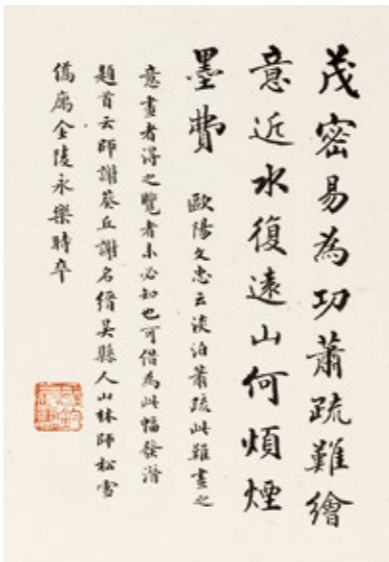 茂密易為功蕭疏難繪
意近水復遠山何煩煙
墨費　歐陽文忠云淡泊蕭疏此難畫之
意畫者得之覽者未必知也可借為此幅發潛
題首云師謝葵丘謝名縉吳縣人山林師松雪
僑寓金陵永樂時卒